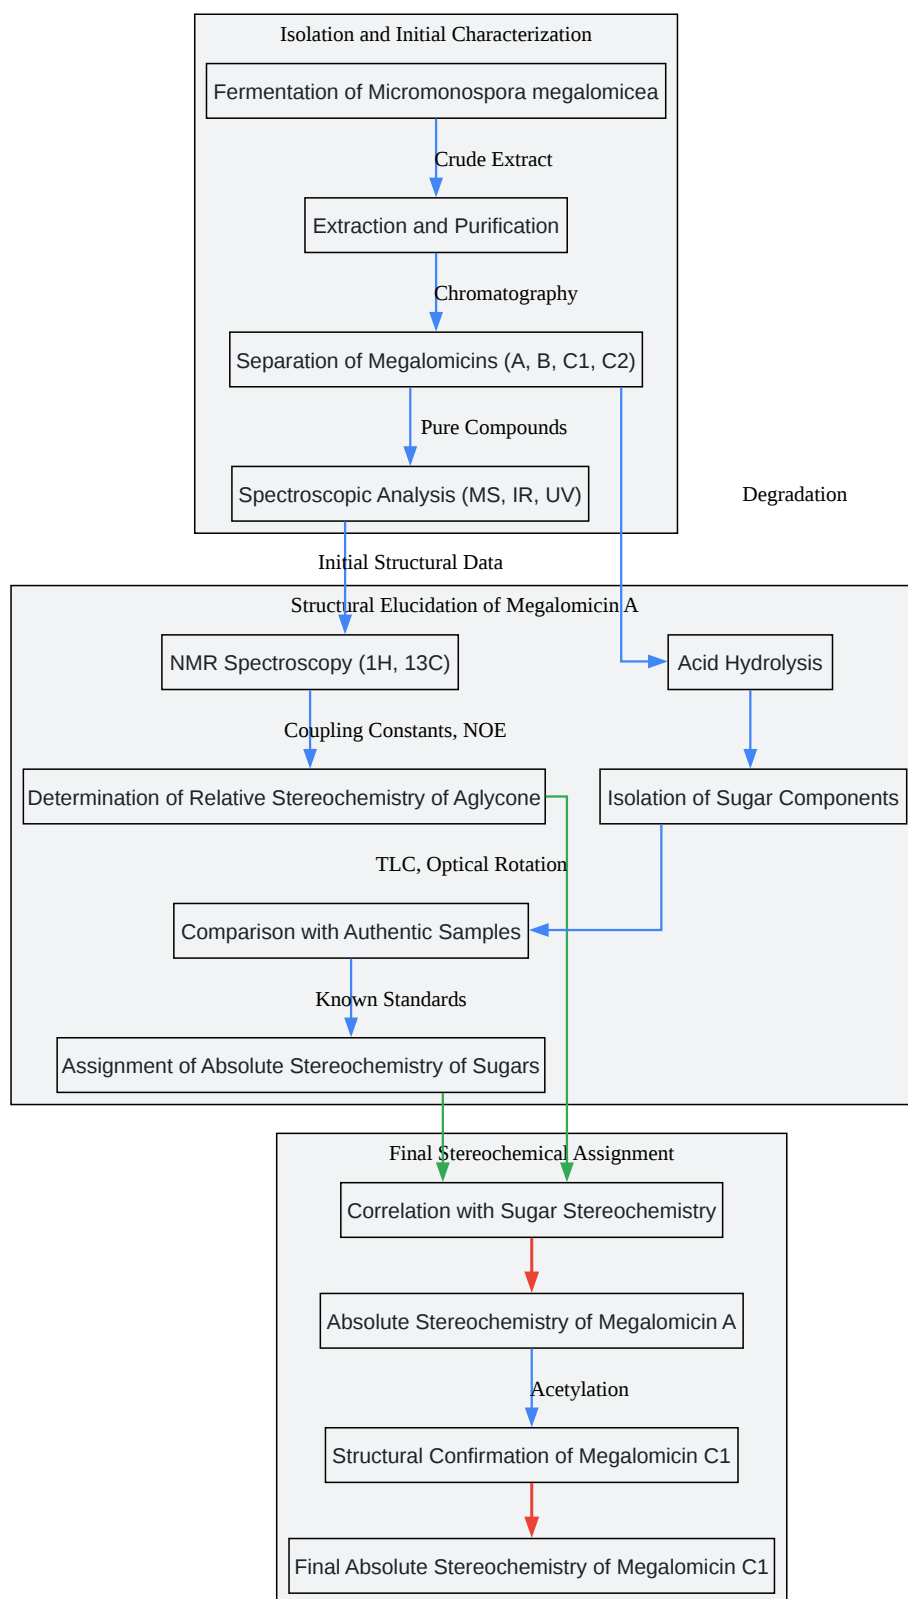 Isolation and Initial Characterization
Fermentation of Micromonospora megalomicea
Crude Extract
Extraction and Purification
Chromatography
Separation of Megalomicins (A, B, C1, C2)
Pure Compounds
Spectroscopic Analysis (MS, IR, UV)
Degradation
Initial Structural Data
Structural Elucidation of Megalomicin A
NMR Spectroscopy (1H, 13C)
Acid Hydrolysis
Coupling Constants, NOE
Determination of Relative Stereochemistry of Aglycone
Isolation of Sugar Components
TLC, Optical Rotation
Comparison with Authentic Samples
Known Standards
Assignment of Absolute Stereochemistry of Sugars
Final Stereochemical Assignment
Correlation with Sugar Stereochemistry
Absolute Stereochemistry of Megalomicin A
Acetylation
Structural Confirmation of Megalomicin C1
Final Absolute Stereochemistry of Megalomicin C1